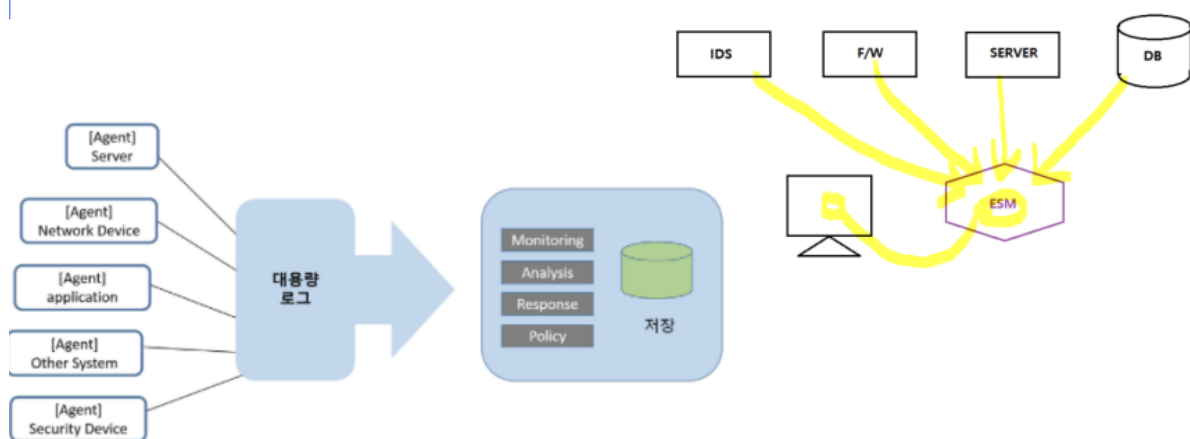 IDS
F/W
SERVER
DB
[Agent]
Server
[Agent]
Network Device
[Agent]
application
[Agent]
Other System
[Agent]
Security Device
대용량
로그
Monitoring
Analysis
Response
Policy
저장
ESM